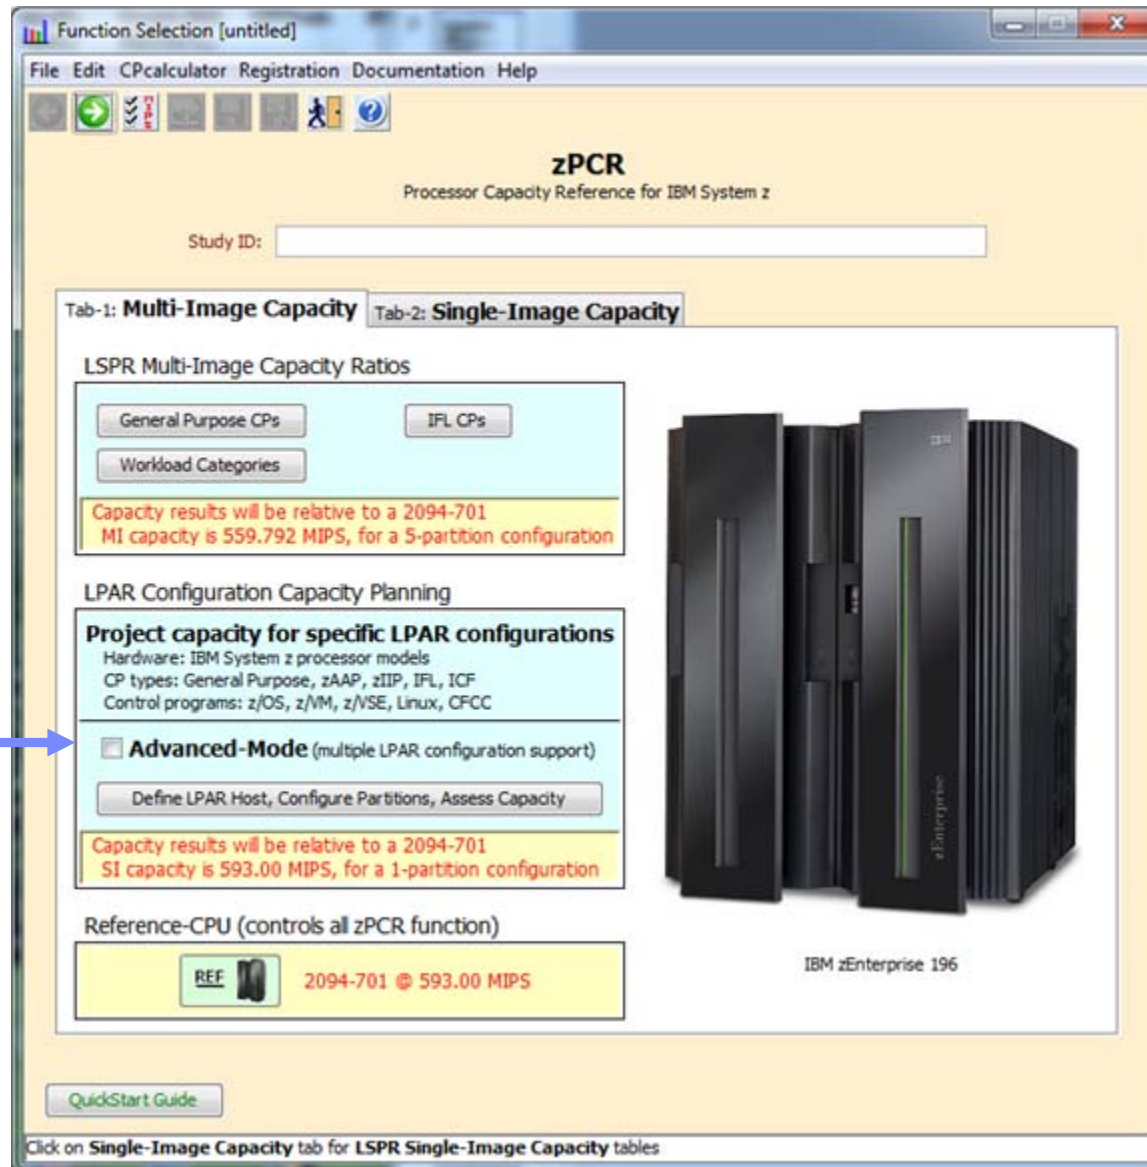 Function Selection [untitled]
File Edit CPcalculator Registration Documentation Help
zPCR
Processor Capacity Reference for IBM System z
Study ID:
Tab-1: Multi-Image Capacity Tab-2: Single-Image Capacity
LSPR Multi-Image Capacity Ratios
General Purpose CPs IFL CPs
Workload Categories
Capacity results will be relative to a 2094-701
MI capacity is 559.792 MIPS, for a 5-partition configuration
LPAR Configuration Capacity Planning
Project capacity for specific LPAR configurations
Hardware: IBM System z processor models
CP types: General Purpose, zAAP, zIIP, IFL, ICF
Control programs: z/OS, z/VM, z/VSE, Linux, CFCC
Advanced-Mode (multiple LPAR configuration support)
Define LPAR Host, Configure Partitions, Assess Capacity
Capacity results will be relative to a 2094-701
SI capacity is 593.00 MIPS, for a 1-partition configuration
zEnterprise
Reference-CPU (controls all zPCR function)
REF 2094-701 @ 593.00 MIPS
IBM zEnterprise 196
QuickStart Guide
Click on Single-Image Capacity tab for LSPR Single-Image Capacity tables